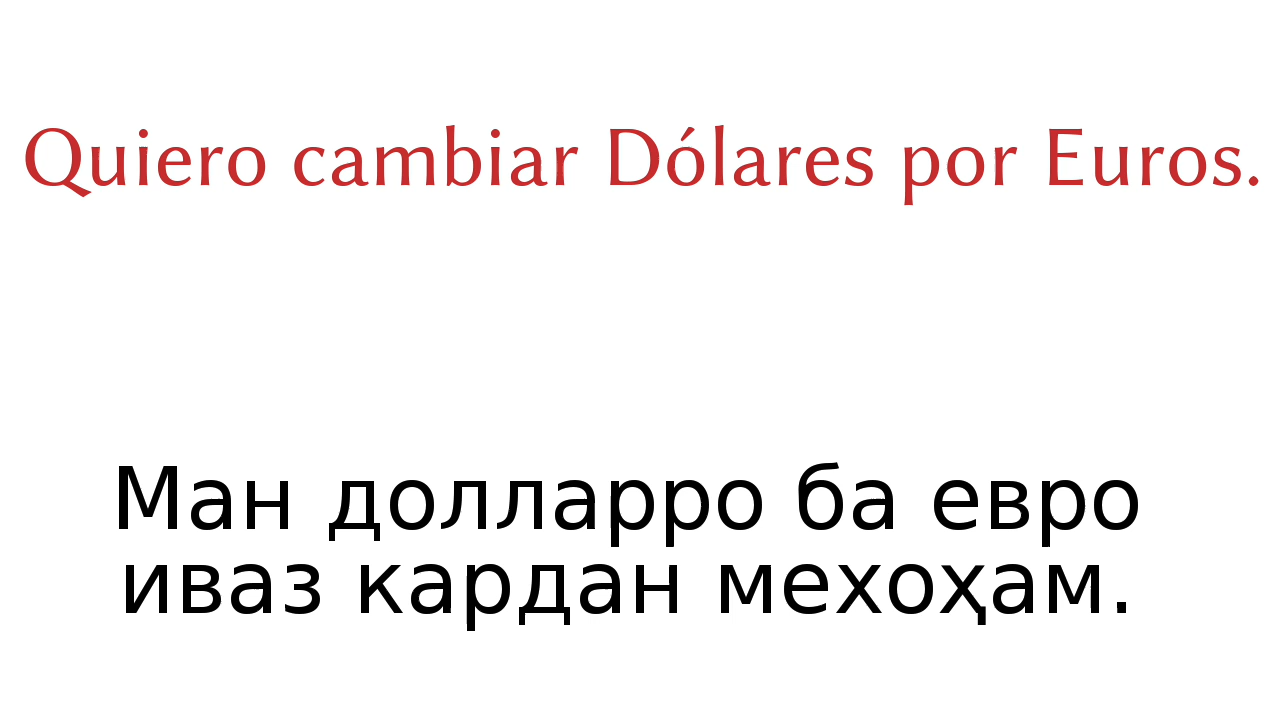 Quiero cambiar Dólares por Euros.
Ман долларро ба евро
иваз кардан мехоҳам.